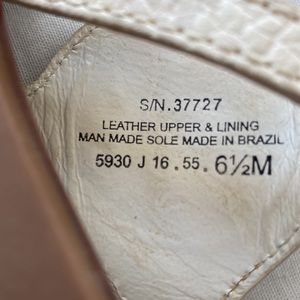 S/N.37727
LEATHER UPPER & LINING
MAN MADE SOLE MADE IN BRAZIL
5930 J 16 . 55 . 6½M